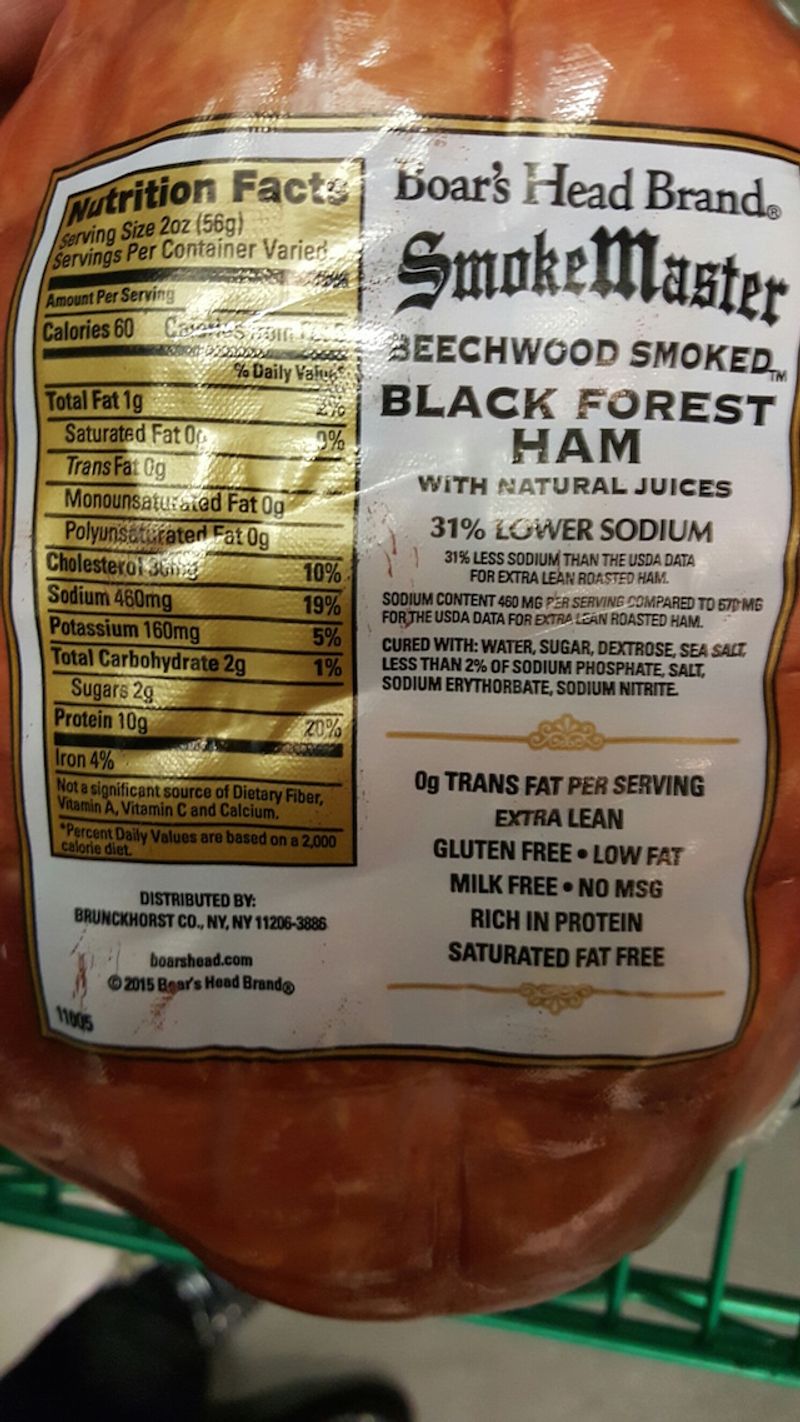 Nutrition Facts
Serving Size 2oz (56g)
Servings Per Container Varied
Amount Per Serving
Calories 60 Calories from
% Daily Value*
Total Fat 1g 2%
Saturated Fat 0g 0%
Trans Fat 0g
Monounsaturated Fat 0g
Polyunsaturated Fat 0g
Cholesterol 30mg 10%
Sodium 460mg 19%
Potassium 160mg 5%
Total Carbohydrate 2g 1%
Sugars 2g
Protein 10g 20%
Iron 4%
Not a significant source of Dietary Fiber,
Vitamin A, Vitamin C and Calcium.
*Percent Daily Values are based on a 2,000
calorie diet.
DISTRIBUTED BY:
BRUNCKHORST CO., NY, NY 11206-3886
boarshead.com
© 2015 Boar's Head Brand®
11005
Boar's Head Brand®
SmokeMaster
BEECHWOOD SMOKED™
BLACK FOREST
HAM
WITH NATURAL JUICES
31% LOWER SODIUM
31% LESS SODIUM THAN THE USDA DATA
FOR EXTRA LEAN ROASTED HAM.
SODIUM CONTENT 460 MG PER SERVING COMPARED TO 670 MG
FOR THE USDA DATA FOR EXTRA LEAN ROASTED HAM.
CURED WITH: WATER, SUGAR, DEXTROSE, SEA SALT,
LESS THAN 2% OF SODIUM PHOSPHATE, SALT,
SODIUM ERYTHORBATE, SODIUM NITRITE.
0g TRANS FAT PER SERVING
EXTRA LEAN
GLUTEN FREE • LOW FAT
MILK FREE • NO MSG
RICH IN PROTEIN
SATURATED FAT FREE